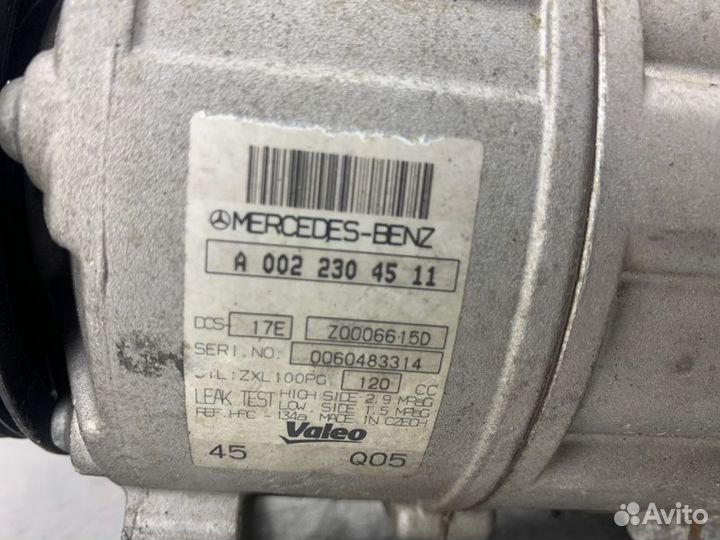 MERCEDES-BENZ
A 002 230 45 11
DCS- 17E Z0006615D
SERI.NO. 0060483314
OIL:ZXL100PG 120 CC
LEAK TEST HIGH SIDE 2.9 MPaG
LOW SIDE 1.5 MPaG
REF. HFC - 134a MADE IN CZECH
Valeo
45 Q05
Avito